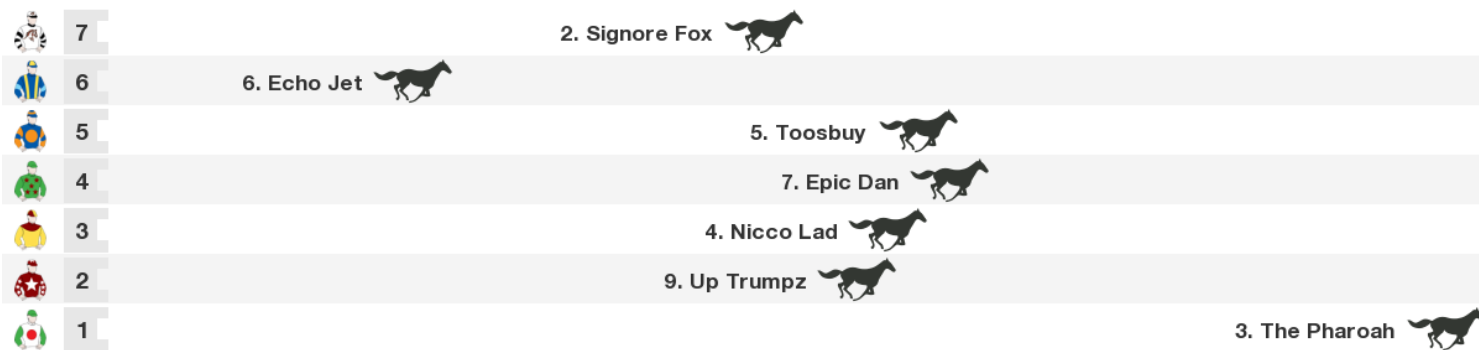 7 2. Signore Fox
6 6. Echo Jet
5 5. Toosbuy
4 7. Epic Dan
3 4. Nicco Lad
2 9. Up Trumpz
1 3. The Pharoah